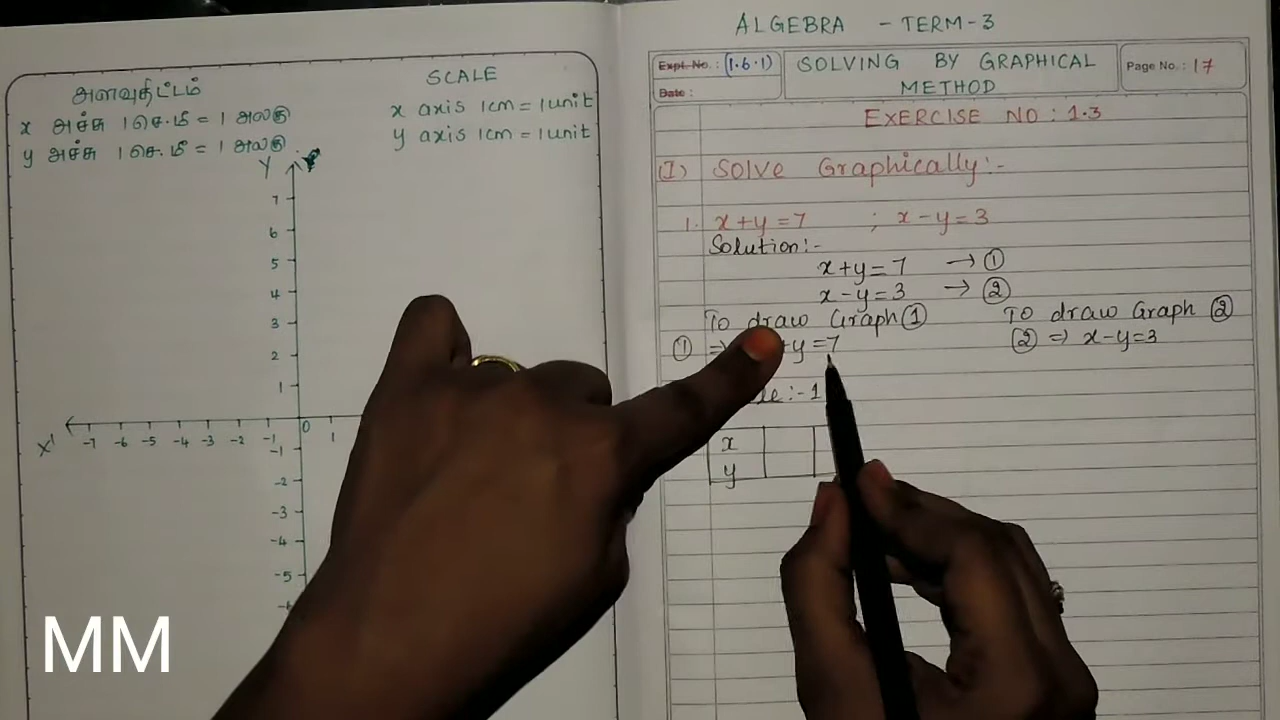 அளவுதிட்டம்
x அச்சு 1 செ.மீ = 1 அலகு
y அச்சு 1 செ.மீ = 1 அலகு.
SCALE
x axis 1cm = 1unit
y axis 1cm = 1unit
Y
7
6
5
4
3
2
1
X' -7 -6 -5 -4 -3 -2 -1 0 1
-1
-2
-3
-4
-5
MM
ALGEBRA - TERM-3
Expt. No. : (1.6.1)
Date :
SOLVING BY GRAPHICAL
METHOD
Page No. : 17
EXERCISE NO : 1.3
(I) Solve Graphically:-
1. x+y=7 ; x-y=3
Solution:-
x+y=7 → ①
x-y=3 → ②
To draw Graph ① To draw Graph ②
① ⇒ +y=7 ② ⇒ x-y=3
:-1
x
y